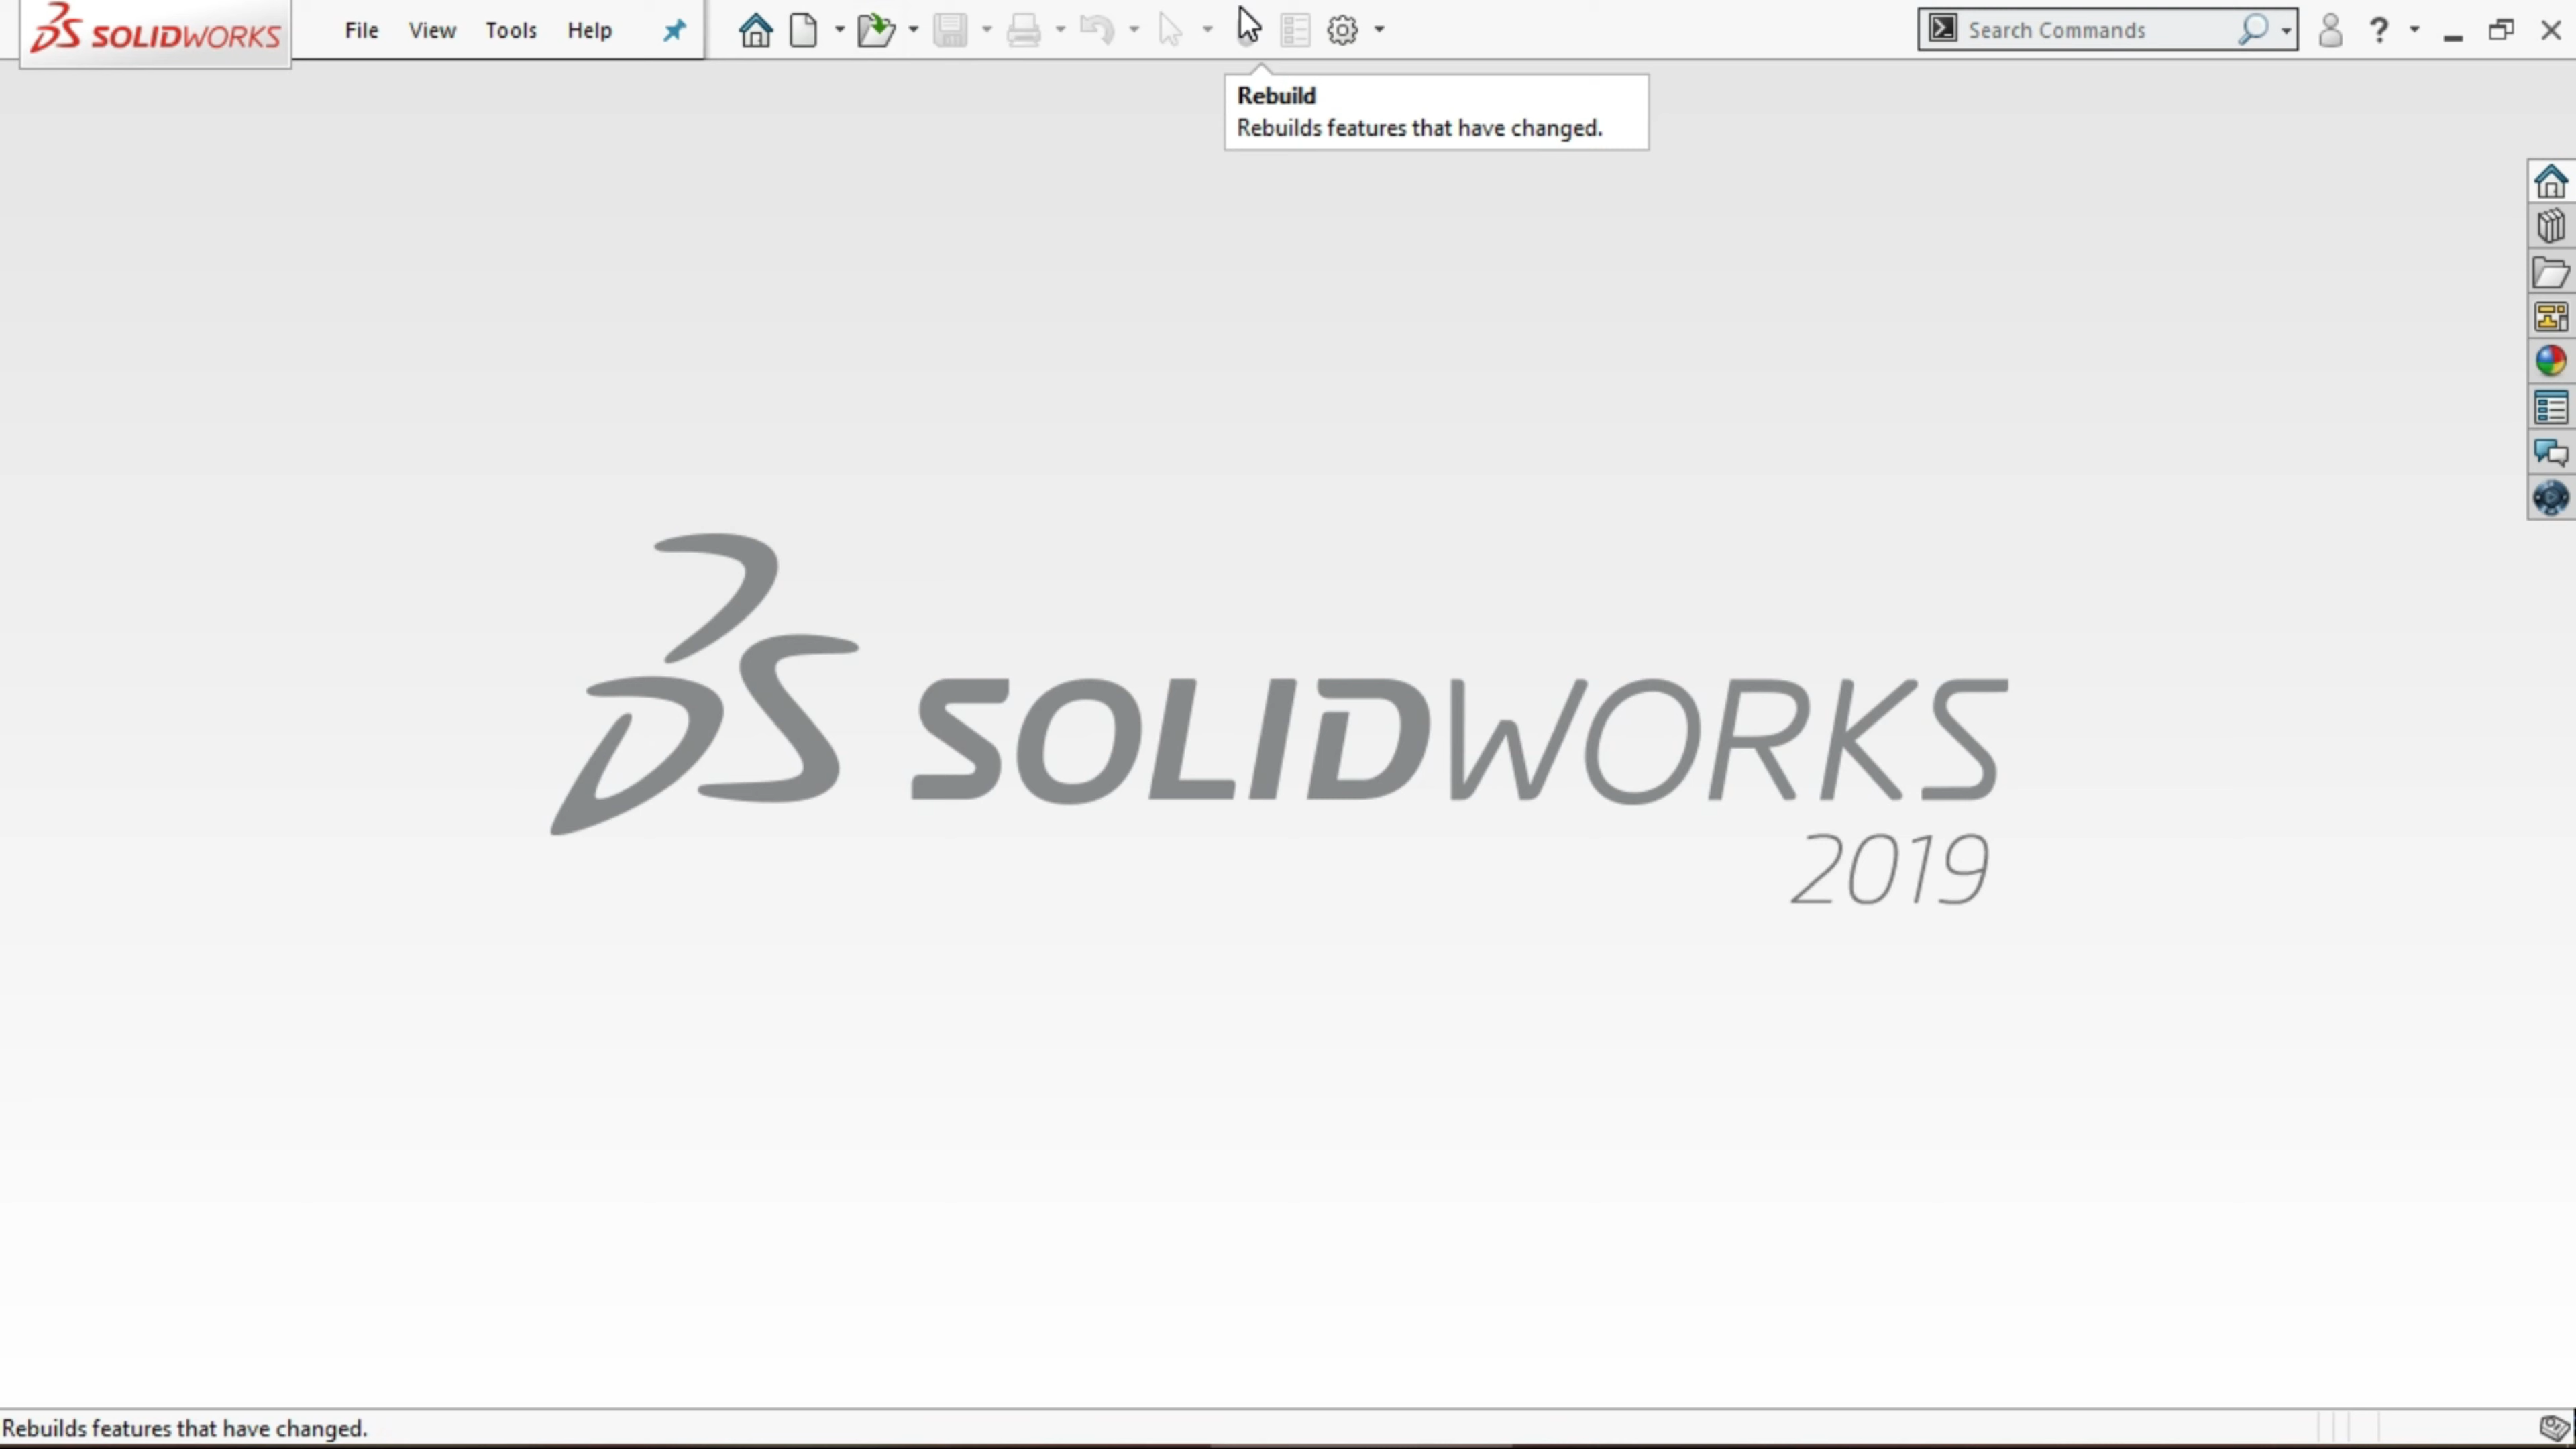 SOLIDWORKS
File View Tools Help
Search Commands
?
Rebuild
Rebuilds features that have changed.
SOLIDWORKS
2019
Rebuilds features that have changed.